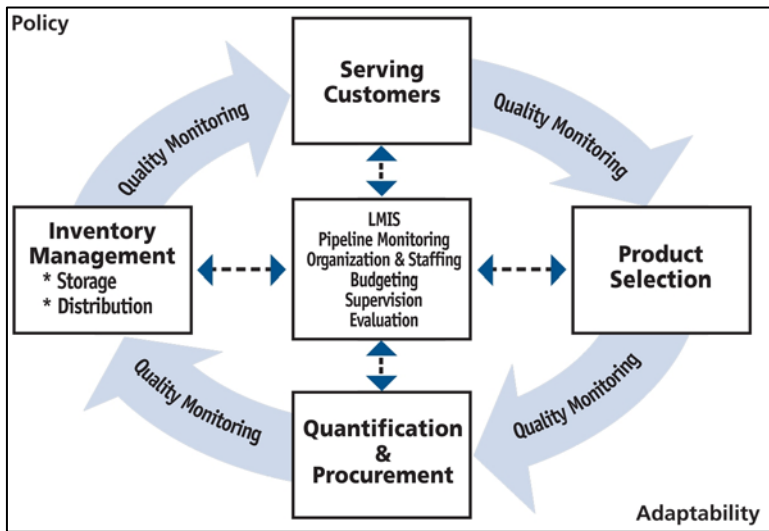 Policy
Serving
Customers
Quality Monitoring
Quality Monitoring
Inventory
Management
* Storage
* Distribution
LMIS
Pipeline Monitoring
Organization & Staffing
Budgeting
Supervision
Evaluation
Product
Selection
Quality Monitoring
Quality Monitoring
Quantification
&
Procurement
Adaptability